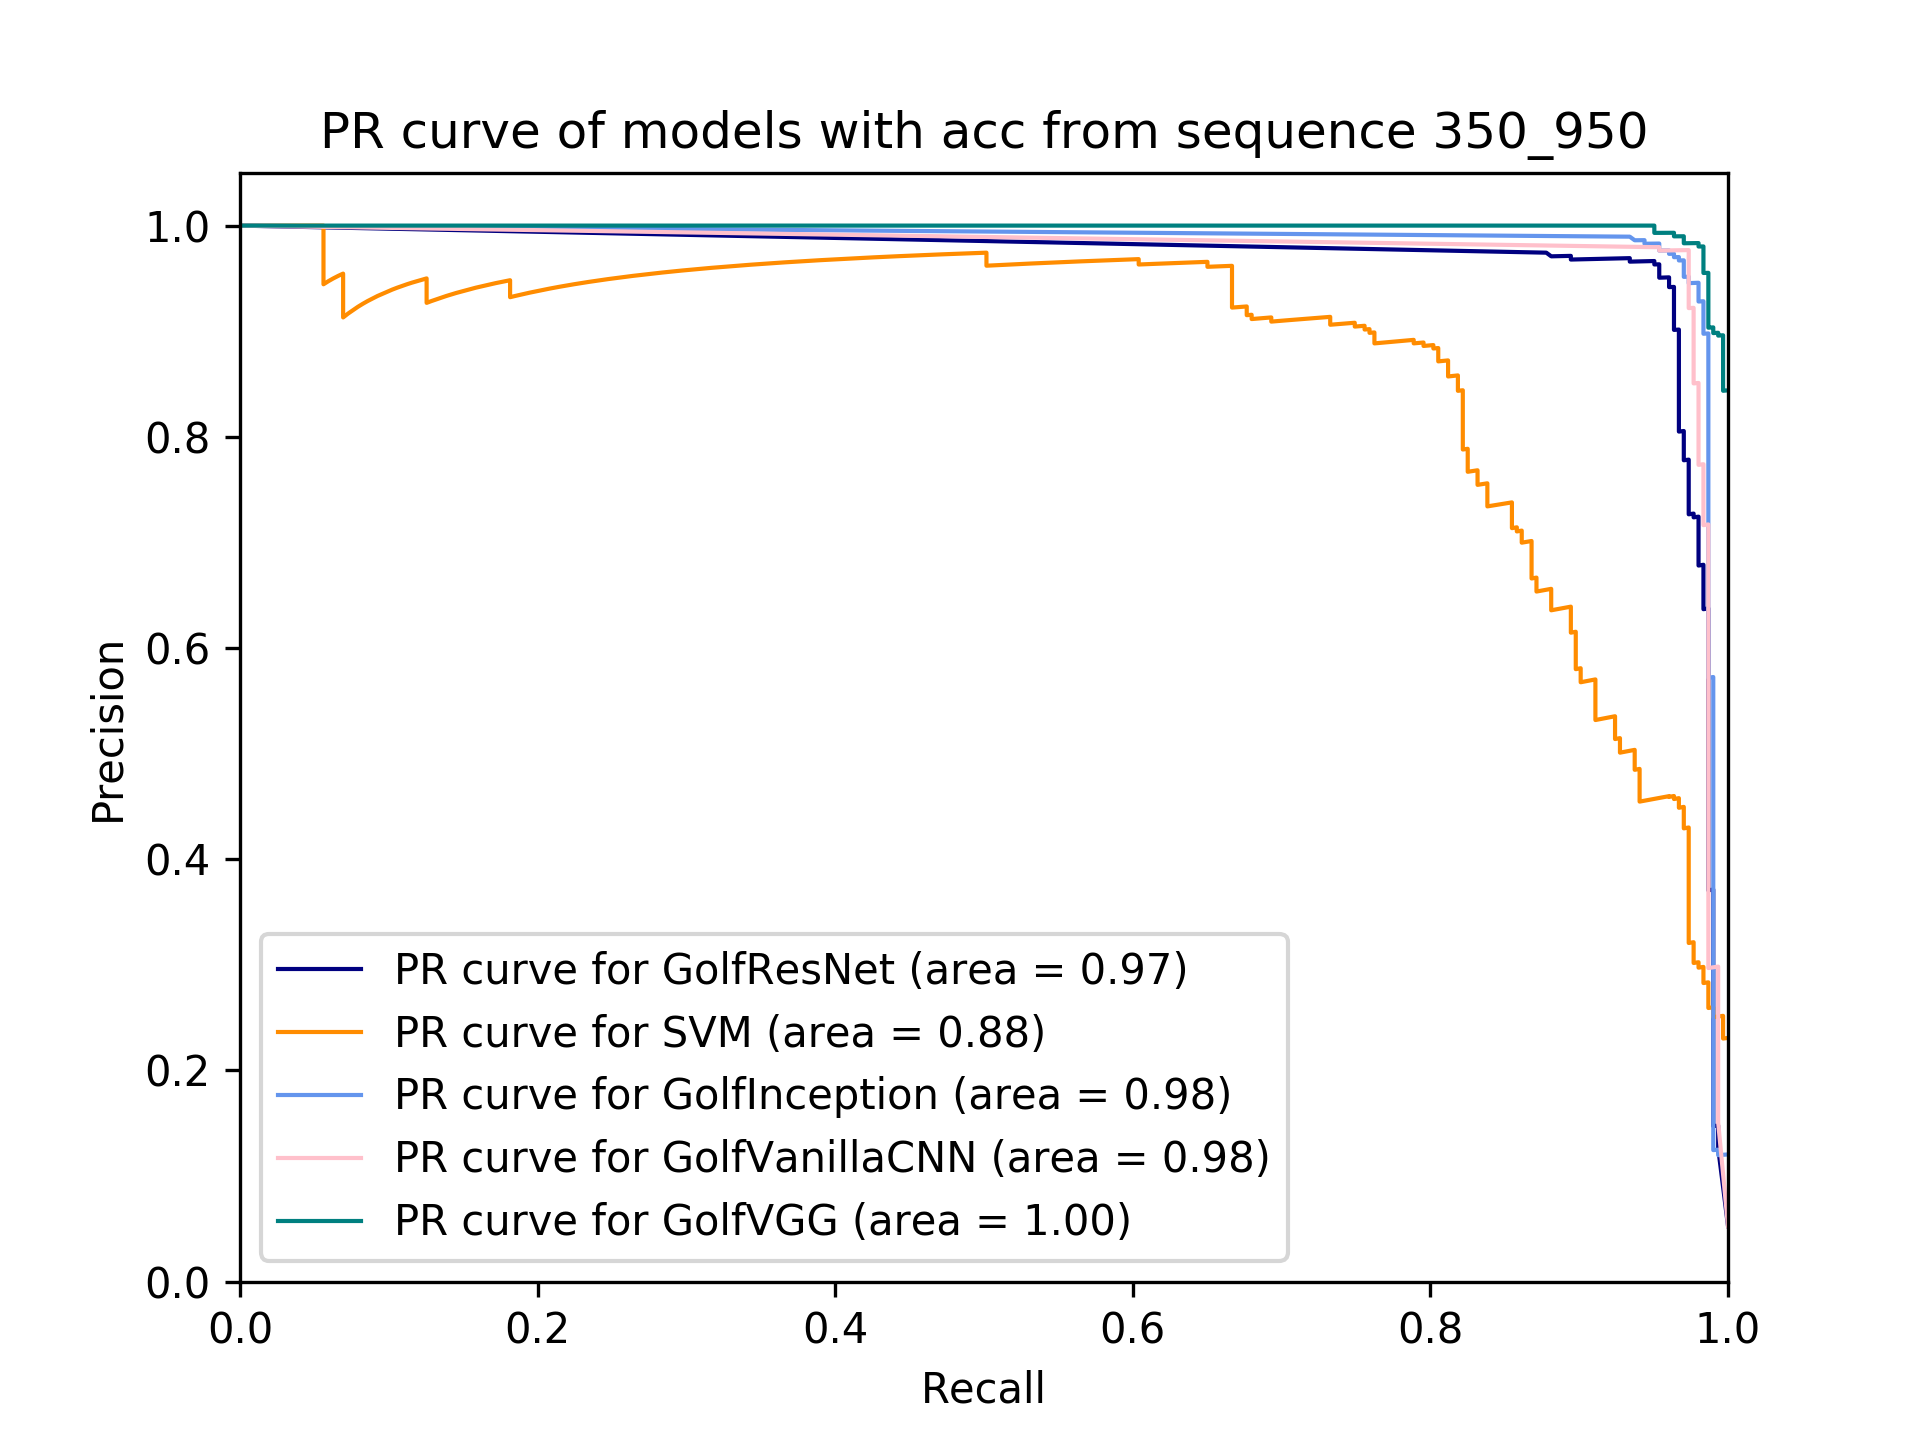 PR curve of models with acc from sequence 350_950
1.0
0.8
0.6
0.4
0.2
0.0
Precision
PR curve for GolfResNet (area = 0.97)
PR curve for SVM (area = 0.88)
PR curve for GolfInception (area = 0.98)
PR curve for GolfVanillaCNN (area = 0.98)
PR curve for GolfVGG (area = 1.00)
0.0 0.2 0.4 0.6 0.8 1.0
Recall